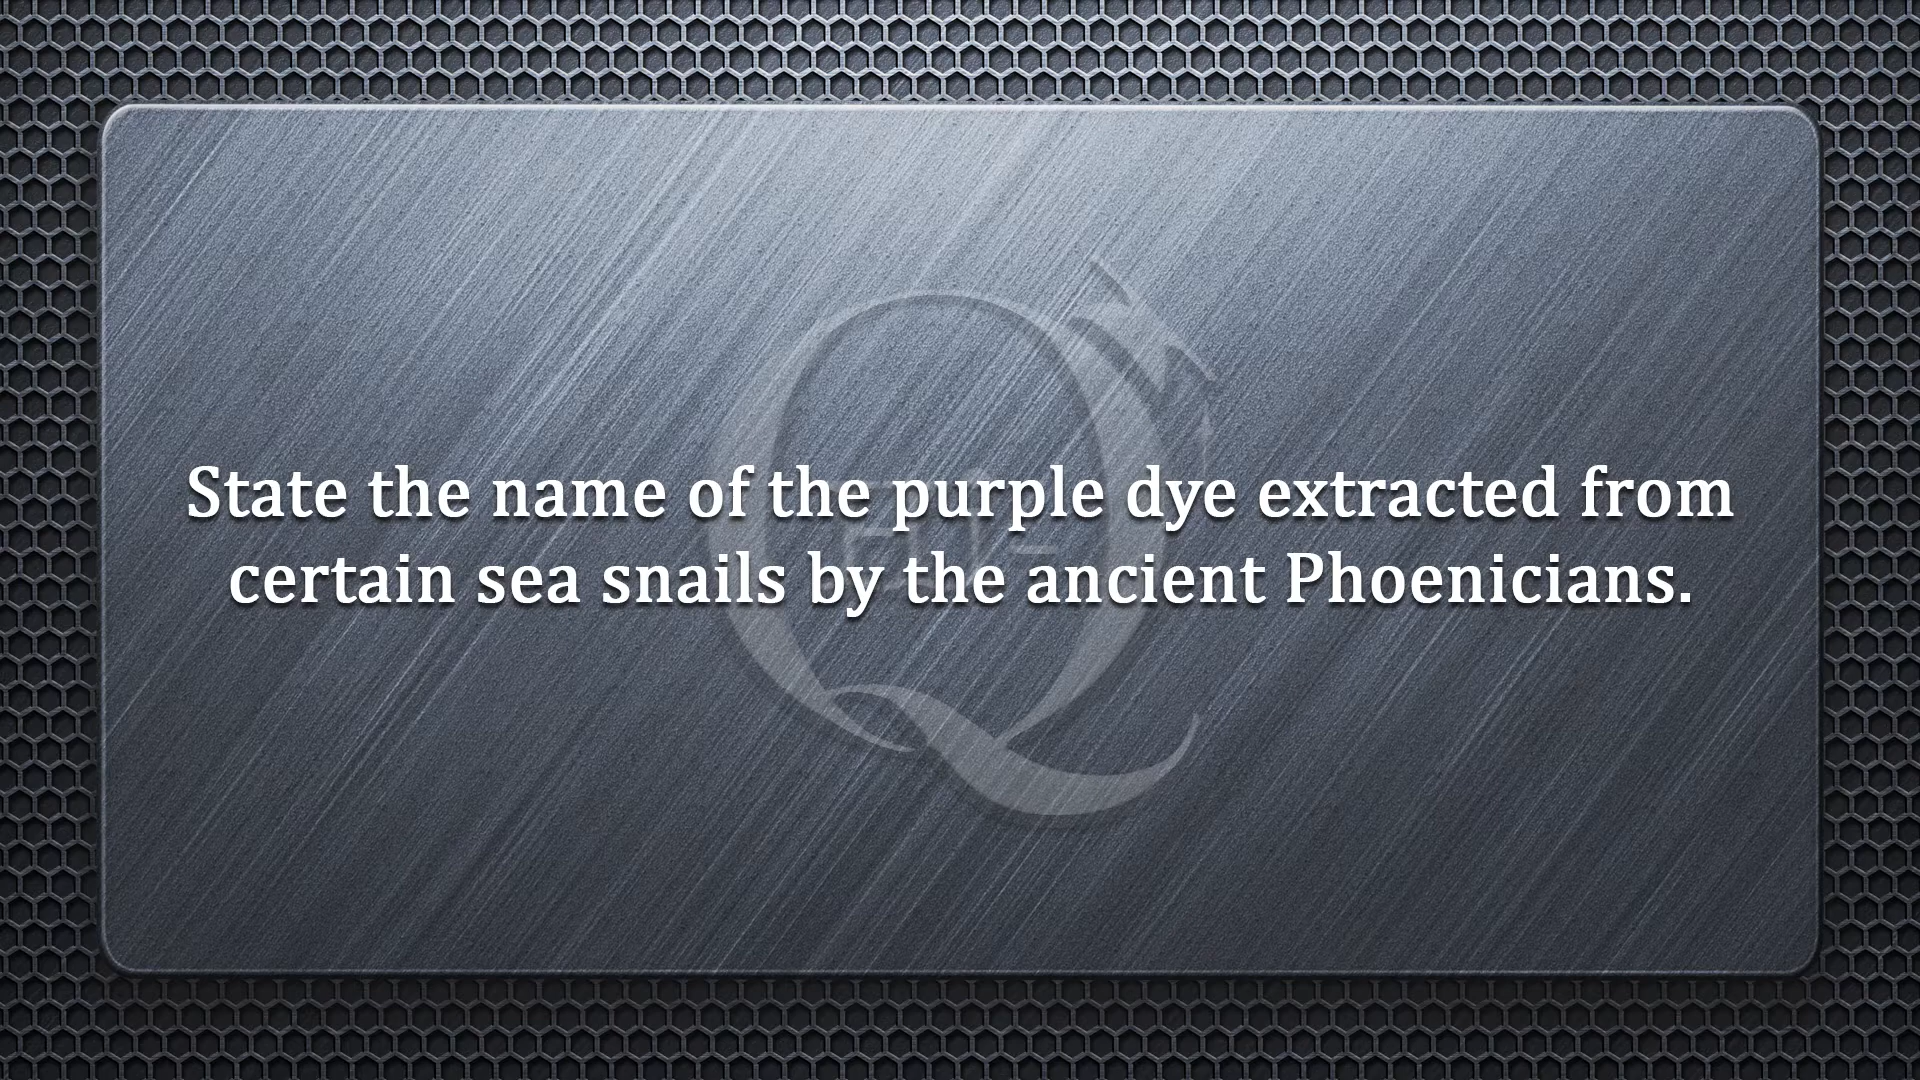 State the name of the purple dye extracted from
certain sea snails by the ancient Phoenicians.